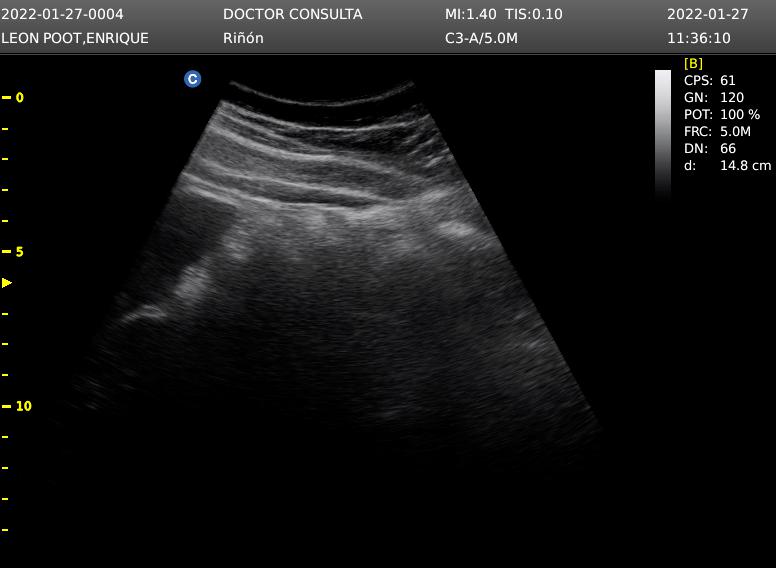 2022-01-27-0004 DOCTOR CONSULTA MI:1.40 TIS:0.10 2022-01-27
LEON POOT,ENRIQUE Riñón C3-A/5.0M 11:36:10
[B]
C
CPS: 61
0
GN: 120
POT: 100 %
FRC: 5.0M
DN: 66
d: 14.8 cm
5
10